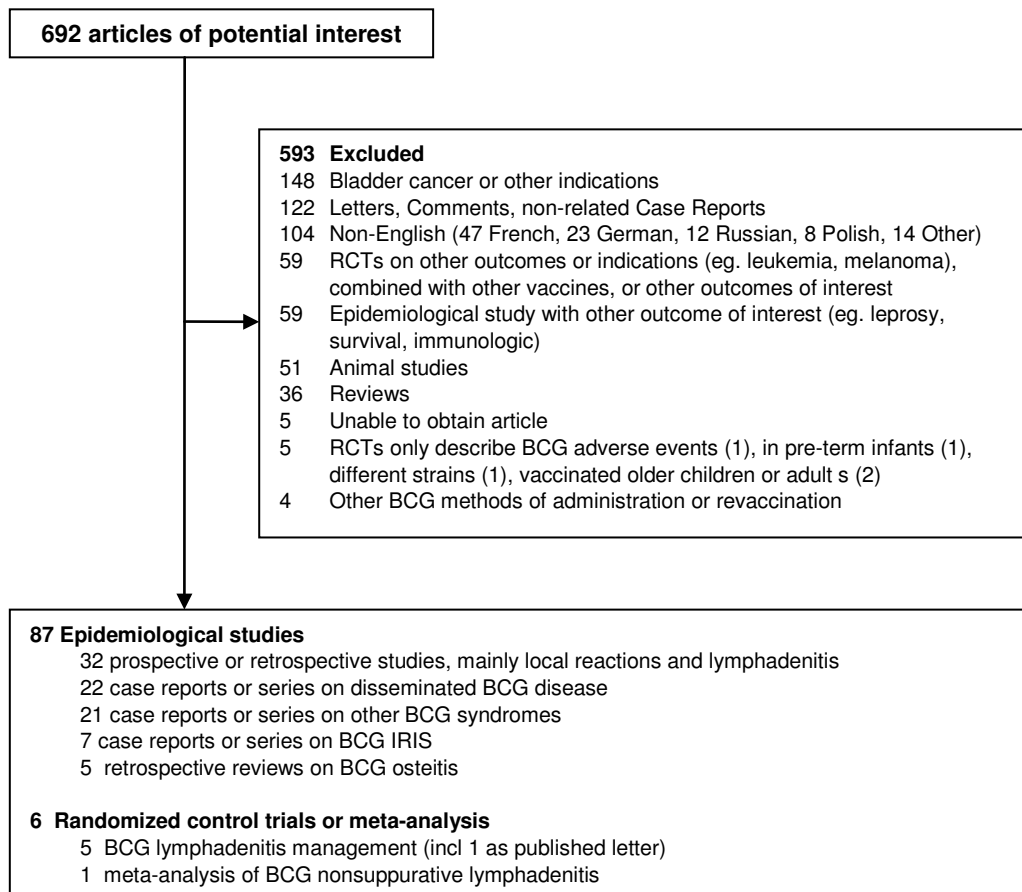 692 articles of potential interest
593 Excluded
148 Bladder cancer or other indications
122 Letters, Comments, non-related Case Reports
104 Non-English (47 French, 23 German, 12 Russian, 8 Polish, 14 Other)
59 RCTs on other outcomes or indications (eg. leukemia, melanoma),
combined with other vaccines, or other outcomes of interest
59 Epidemiological study with other outcome of interest (eg. leprosy,
survival, immunologic)
51 Animal studies
36 Reviews
5 Unable to obtain article
5 RCTs only describe BCG adverse events (1), in pre-term infants (1),
different strains (1), vaccinated older children or adult s (2)
4 Other BCG methods of administration or revaccination
87 Epidemiological studies
32 prospective or retrospective studies, mainly local reactions and lymphadenitis
22 case reports or series on disseminated BCG disease
21 case reports or series on other BCG syndromes
7 case reports or series on BCG IRIS
5 retrospective reviews on BCG osteitis
6 Randomized control trials or meta-analysis
5 BCG lymphadenitis management (incl 1 as published letter)
1 meta-analysis of BCG nonsuppurative lymphadenitis